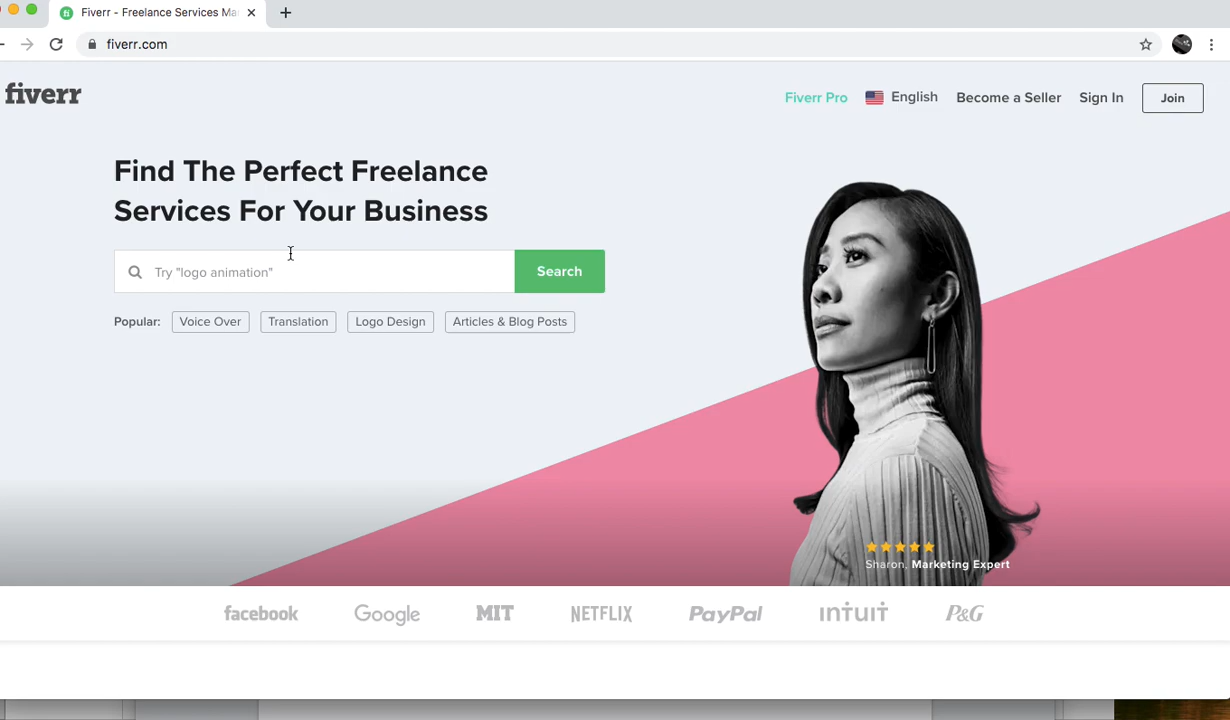 Fiverr - Freelance Services Ma
fiverr.com
fiverr
Fiverr Pro
English
Become a Seller
Sign In
Join
Find The Perfect Freelance
Services For Your Business
Try "logo animation"
Search
Popular:
Voice Over
Translation
Logo Design
Articles & Blog Posts
Sharon, Marketing Expert
facebook
Google
MIT
NETFLIX
PayPal
intuit
P&G